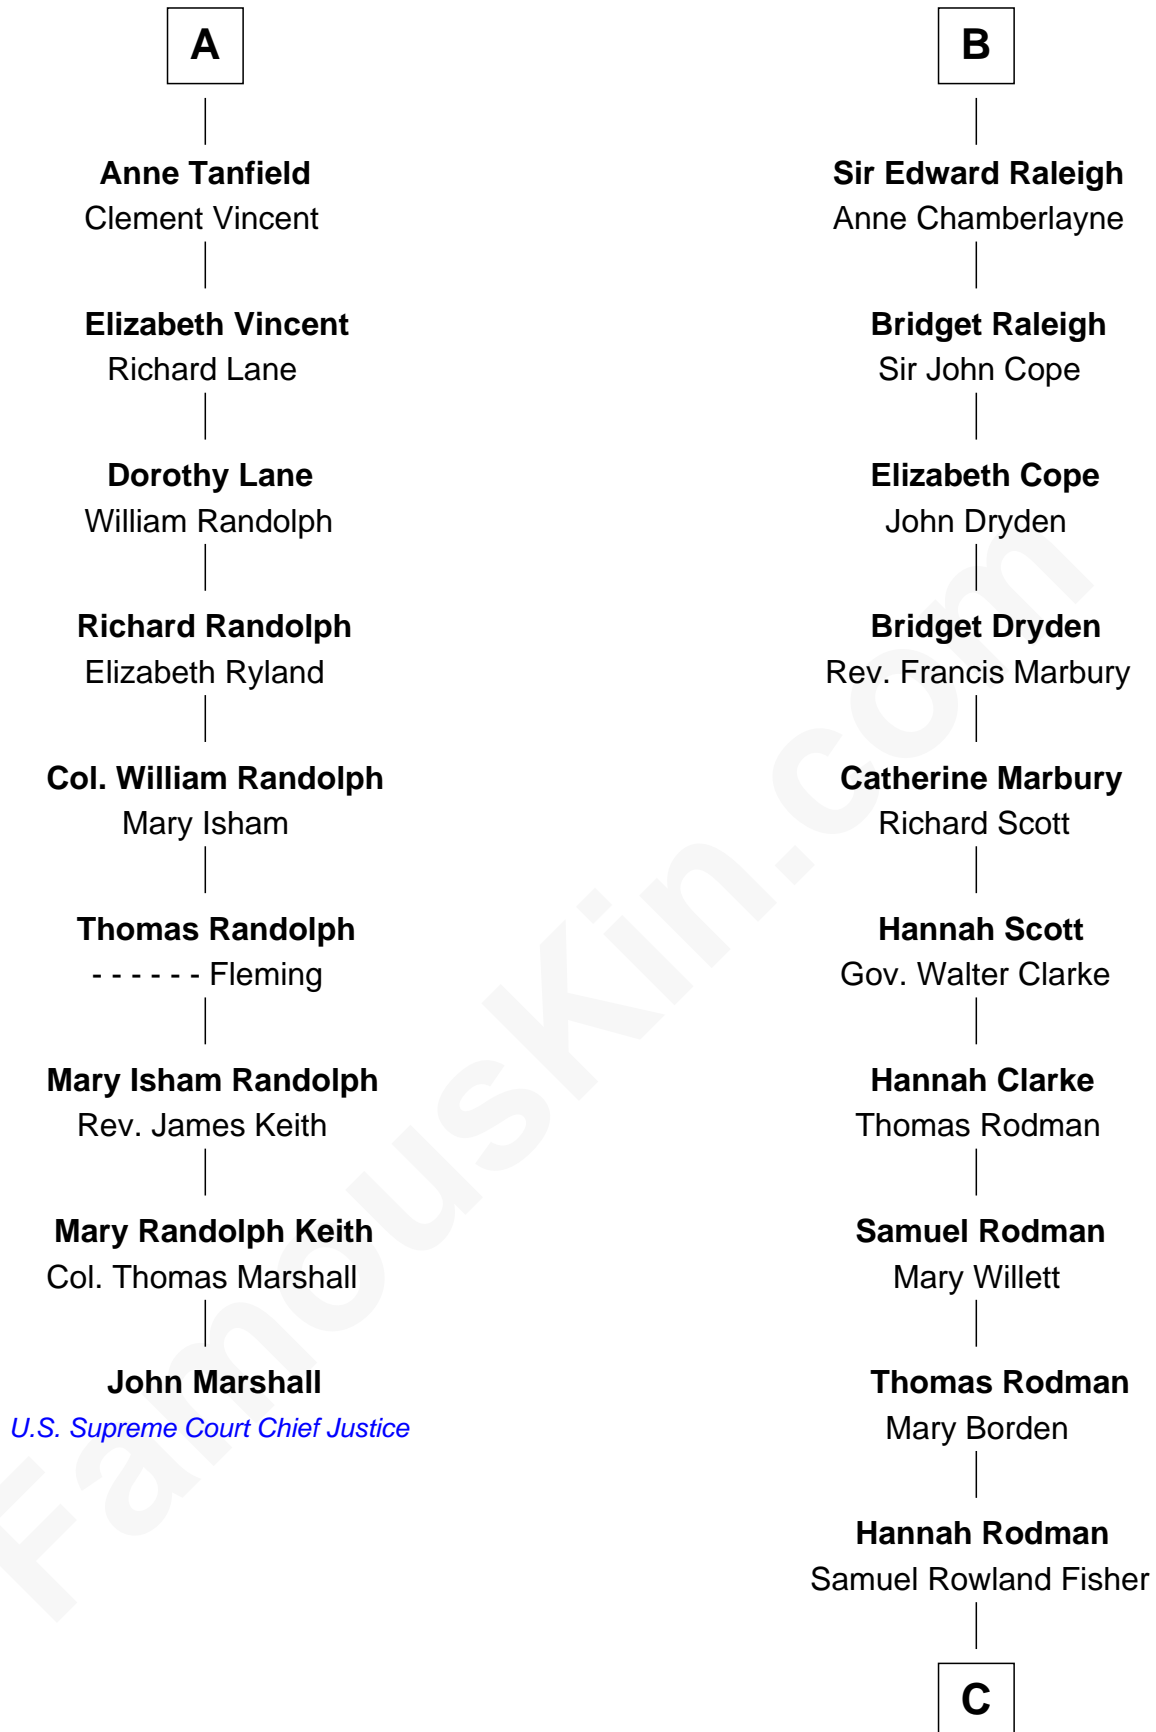 A
Anne Tanfield
Clement Vincent
Elizabeth Vincent
Richard Lane
Dorothy Lane
William Randolph
Richard Randolph
Elizabeth Ryland
Col. William Randolph
Mary Isham
Thomas Randolph
- - - - - - Fleming
Mary Isham Randolph
Rev. James Keith
Mary Randolph Keith
Col. Thomas Marshall
John Marshall
U.S. Supreme Court Chief Justice
B
Sir Edward Raleigh
Anne Chamberlayne
Bridget Raleigh
Sir John Cope
Elizabeth Cope
John Dryden
Bridget Dryden
Rev. Francis Marbury
Catherine Marbury
Richard Scott
Hannah Scott
Gov. Walter Clarke
Hannah Clarke
Thomas Rodman
Samuel Rodman
Mary Willett
Thomas Rodman
Mary Borden
Hannah Rodman
Samuel Rowland Fisher
C
FamousKin.com